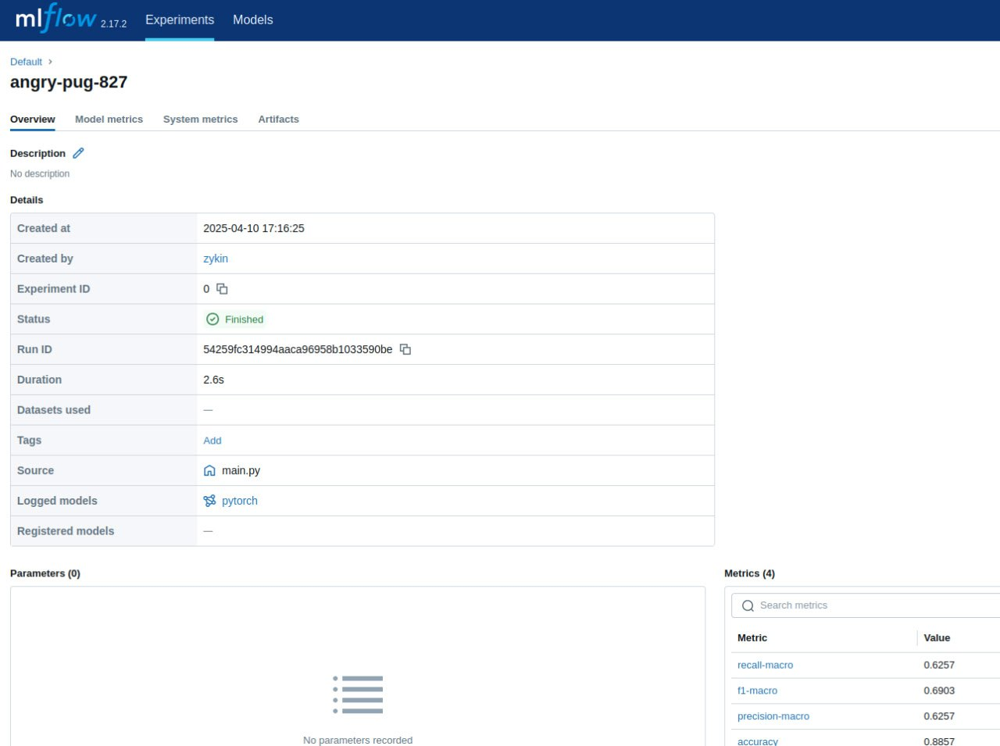 mlflow 2.17.2 Experiments Models
Default ›
angry-pug-827
Overview Model metrics System metrics Artifacts
Description
No description
Details
Created at 2025-04-10 17:16:25
Created by zykin
Experiment ID 0
Status Finished
Run ID 54259fc314994aaca96958b1033590be
Duration 2.6s
Datasets used —
Tags Add
Source main.py
Logged models pytorch
Registered models —
Parameters (0)
No parameters recorded
Metrics (4)
Search metrics
Metric Value
recall-macro 0.6257
f1-macro 0.6903
precision-macro 0.6257
accuracy 0.8857